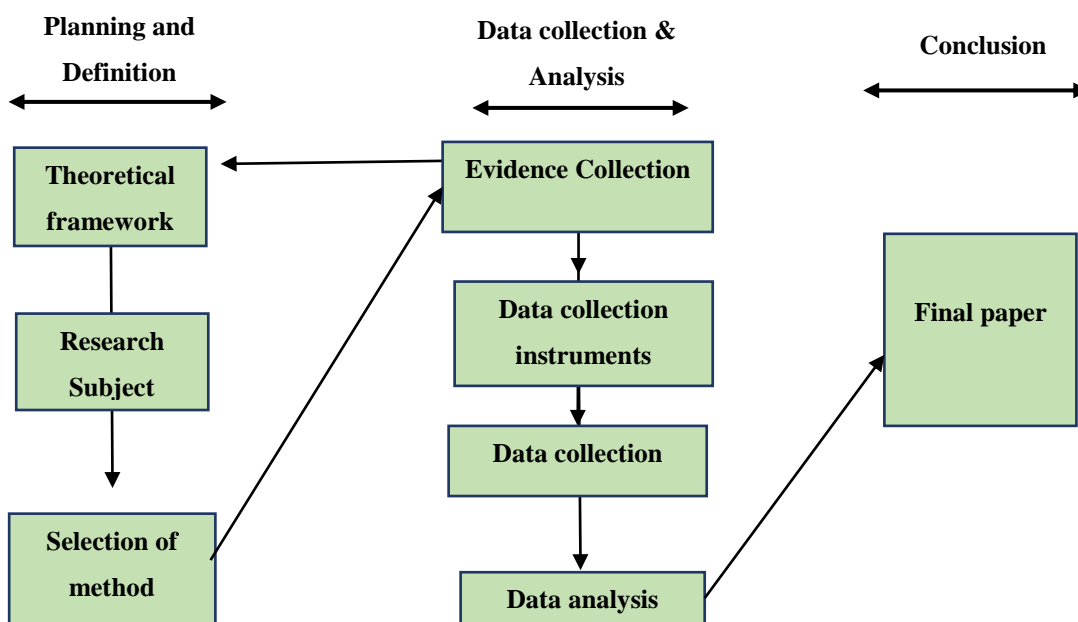 Planning and
Definition
Theoretical
framework
Research
Subject
Selection of
method
Data collection &
Analysis
Evidence Collection
Data collection
instruments
Data collection
Data analysis
Conclusion
Final paper